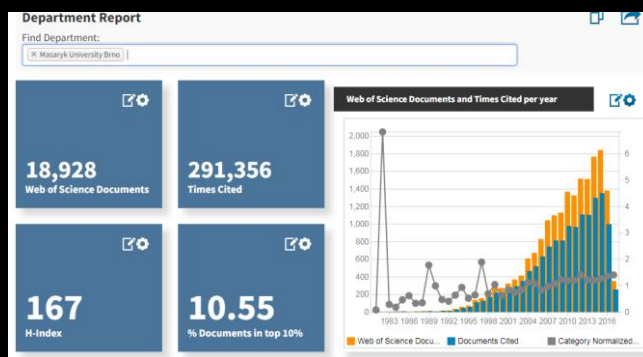 Department Report
Find Department:
× Masaryk University Brno
18,928
Web of Science Documents
291,356
Times Cited
167
H-Index
10.55
% Documents in top 10%
Web of Science Documents and Times Cited per year
2,000
1,800
1,600
1,400
1,200
1,000
800
600
400
200
0
6
5
4
3
2
1
0
1983 1986 1989 1992 1995 1998 2001 2004 2007 2010 2013 2016
Web of Science Docu... Documents Cited Category Normalized...